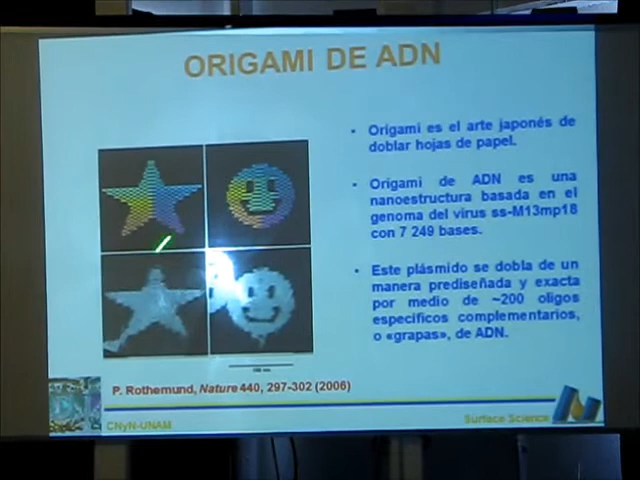 ORIGAMI DE ADN
• Origami es el arte japonés de
doblar hojas de papel.
• Origami de ADN es una
nanoestructura basada en el
genoma del virus ss-M13mp18
con 7 249 bases.
• Este plásmido se dobla de un
manera prediseñada y exacta
por medio de ~200 oligos
específicos complementarios,
o «grapas», de ADN.
P. Rothemund, Nature 440, 297-302 (2006)
CNyN-UNAM
Surface Science